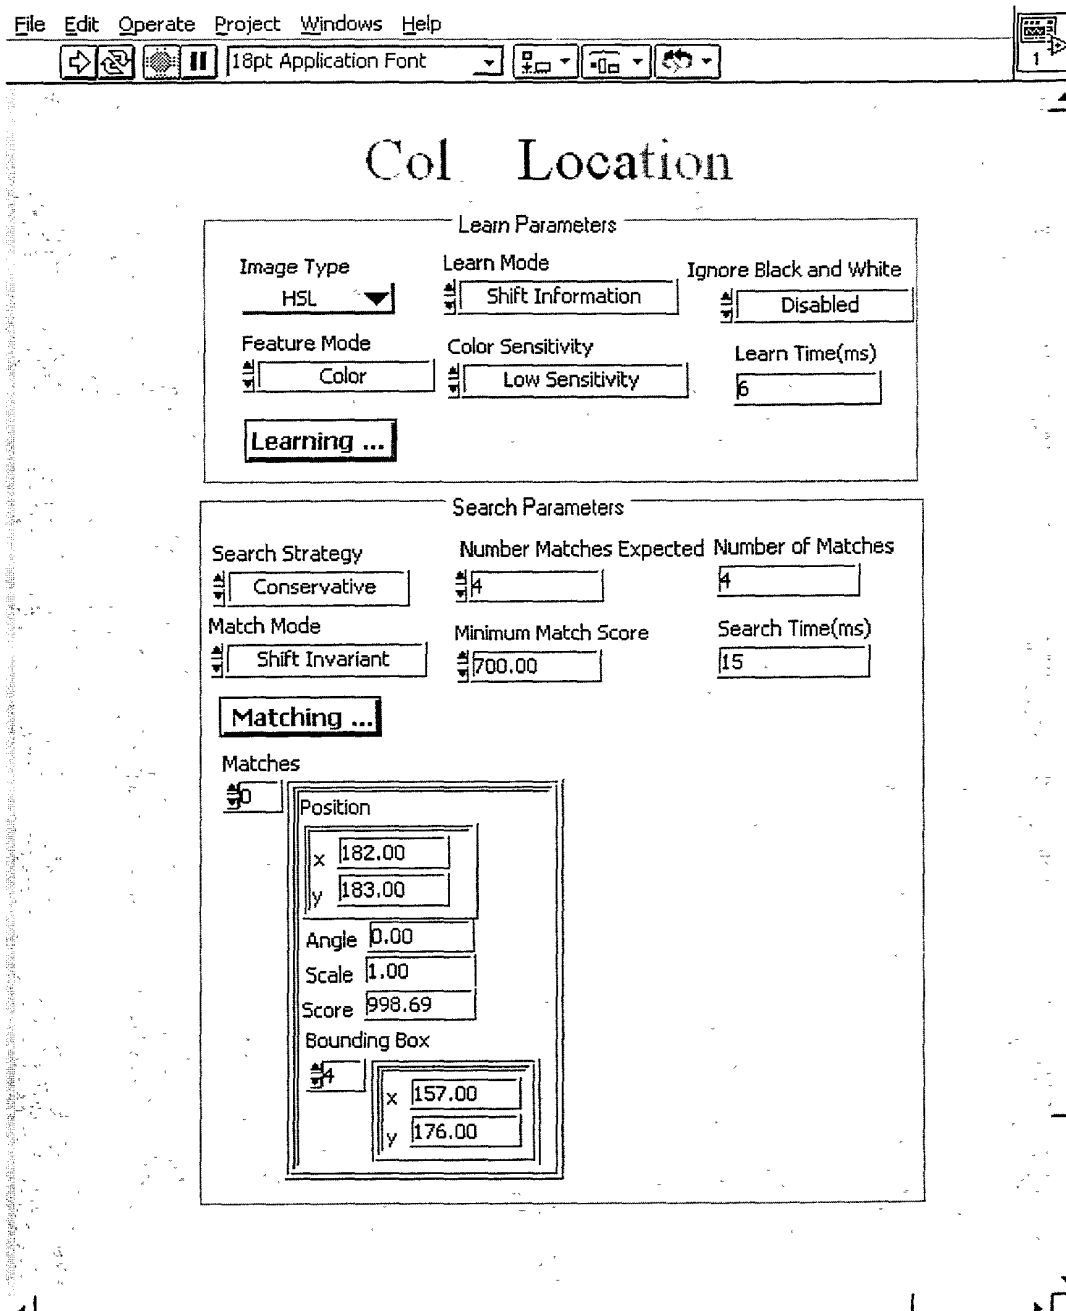 File Edit Operate Project Windows Help
18pt Application Font
1
Col Location
Learn Parameters
Image Type
Learn Mode
Ignore Black and White
HSL
Shift Information
Disabled
Feature Mode
Color Sensitivity
Learn Time(ms)
Color
Low Sensitivity
6
Learning ...
Search Parameters
Search Strategy
Number Matches Expected
Number of Matches
Conservative
4
4
Match Mode
Minimum Match Score
Search Time(ms)
Shift Invariant
700.00
15
Matching ...
Matches
0
Position
x 182.00
y 183.00
Angle 0.00
Scale 1.00
Score 998.69
Bounding Box
4
x 157.00
y 176.00